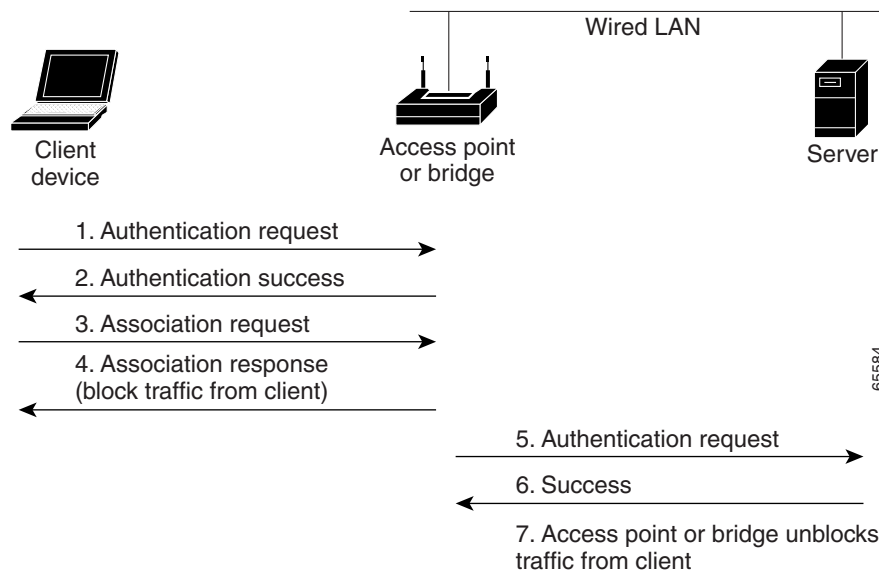 Wired LAN
Client
device
Access point
or bridge
Server
1. Authentication request
2. Authentication success
3. Association request
4. Association response
(block traffic from client)
65584
5. Authentication request
6. Success
7. Access point or bridge unblocks
traffic from client